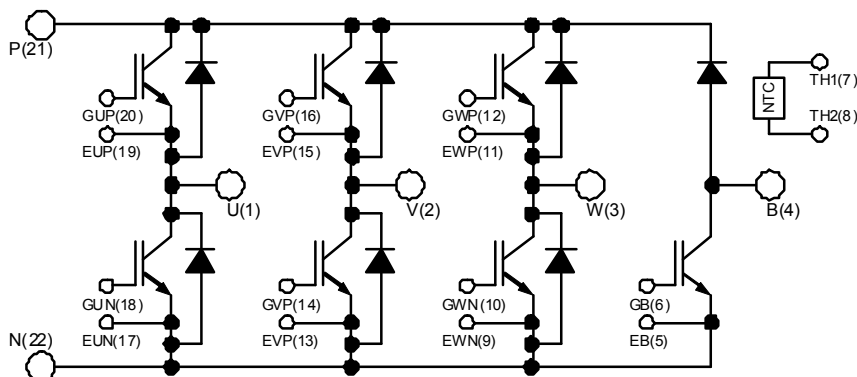 P(21)
GUP(20)
EUP(19)
GVP(16)
EVP(15)
GWP(12)
EWP(11)
NTC
TH1(7)
TH2(8)
U(1)
V(2)
W(3)
B(4)
GUN(18)
EUN(17)
GVP(14)
EVP(13)
GWN(10)
EWN(9)
GB(6)
EB(5)
N(22)